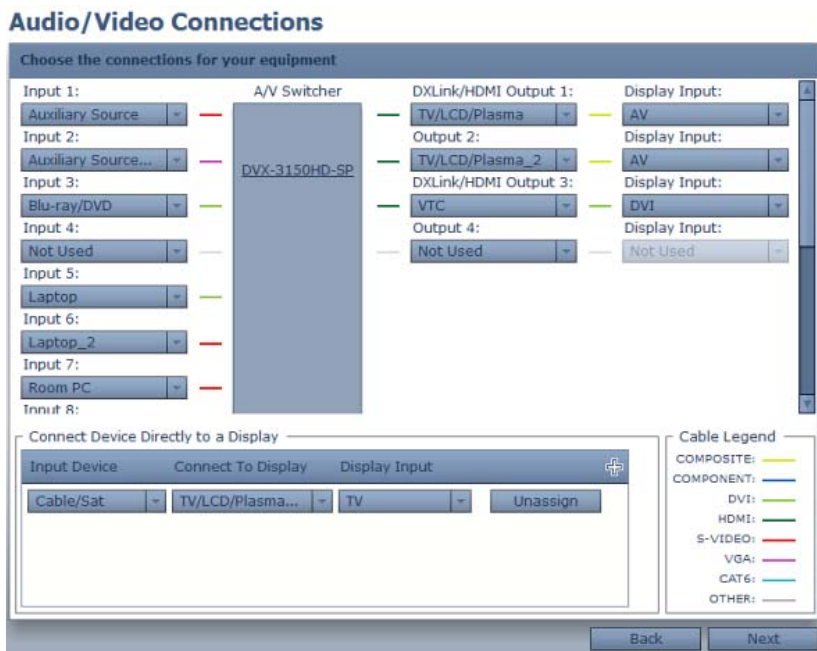 Audio/Video Connections
Choose the connections for your equipment
Input 1: A/V Switcher DXLink/HDMI Output 1: Display Input:
Auxiliary Source TV/LCD/Plasma AV
Input 2: Output 2: Display Input:
Auxiliary Source... DVX-3150HD-SP TV/LCD/Plasma_2 AV
Input 3: DXLink/HDMI Output 3: Display Input:
Blu-ray/DVD VTC DVI
Input 4: Output 4: Display Input:
Not Used Not Used Not Used
Input 5:
Laptop
Input 6:
Laptop_2
Input 7:
Room PC
Input 8:
Connect Device Directly to a Display
Input Device Connect To Display Display Input
Cable/Sat TV/LCD/Plasma... TV Unassign
Cable Legend
COMPOSITE:
COMPONENT:
DVI:
HDMI:
S-VIDEO:
VGA:
CAT6:
OTHER:
Back Next